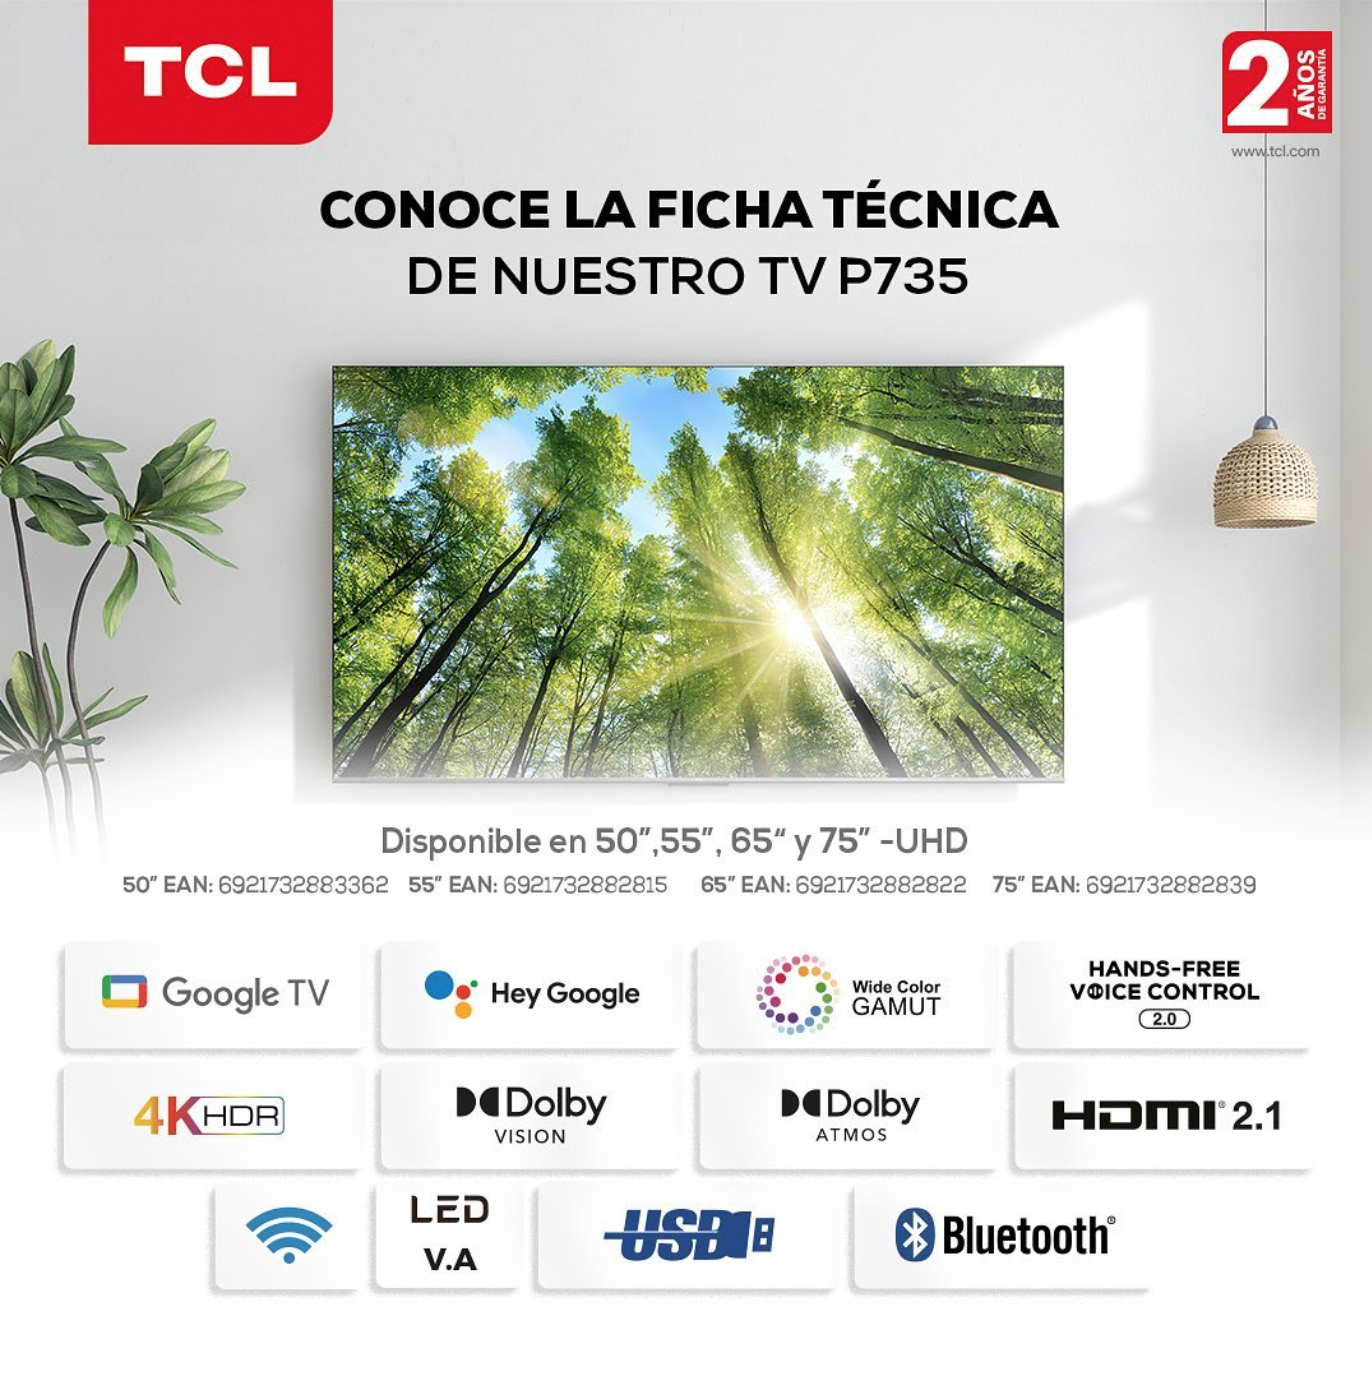 TCL
2 AÑOS
DE GARANTÍA
www.tcl.com
CONOCE LA FICHA TÉCNICA
DE NUESTRO TV P735
Disponible en 50”,55”, 65“ y 75” -UHD
50” EAN: 6921732883362 55” EAN: 6921732882815 65” EAN: 6921732882822 75” EAN: 6921732882839
Google TV
Hey Google
Wide Color
GAMUT
HANDS-FREE
VOICE CONTROL
2.0
4K HDR
Dolby
VISION
Dolby
ATMOS
HDMI® 2.1
LED
V.A
USB
Bluetooth®